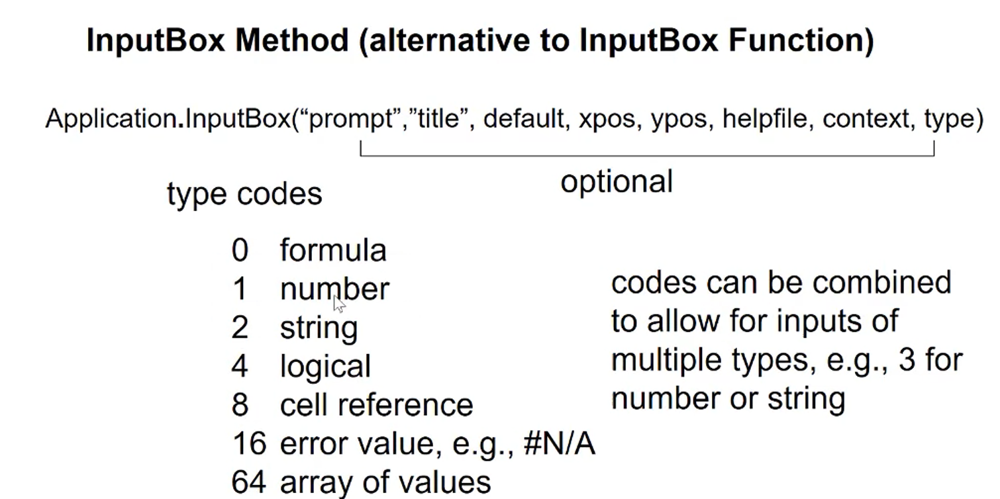 InputBox Method (alternative to InputBox Function)
Application.InputBox(“prompt”,”title”, default, xpos, ypos, helpfile, context, type)
optional
type codes
0 formula
1 number
2 string
4 logical
8 cell reference
16 error value, e.g., #N/A
64 array of values
codes can be combined
to allow for inputs of
multiple types, e.g., 3 for
number or string